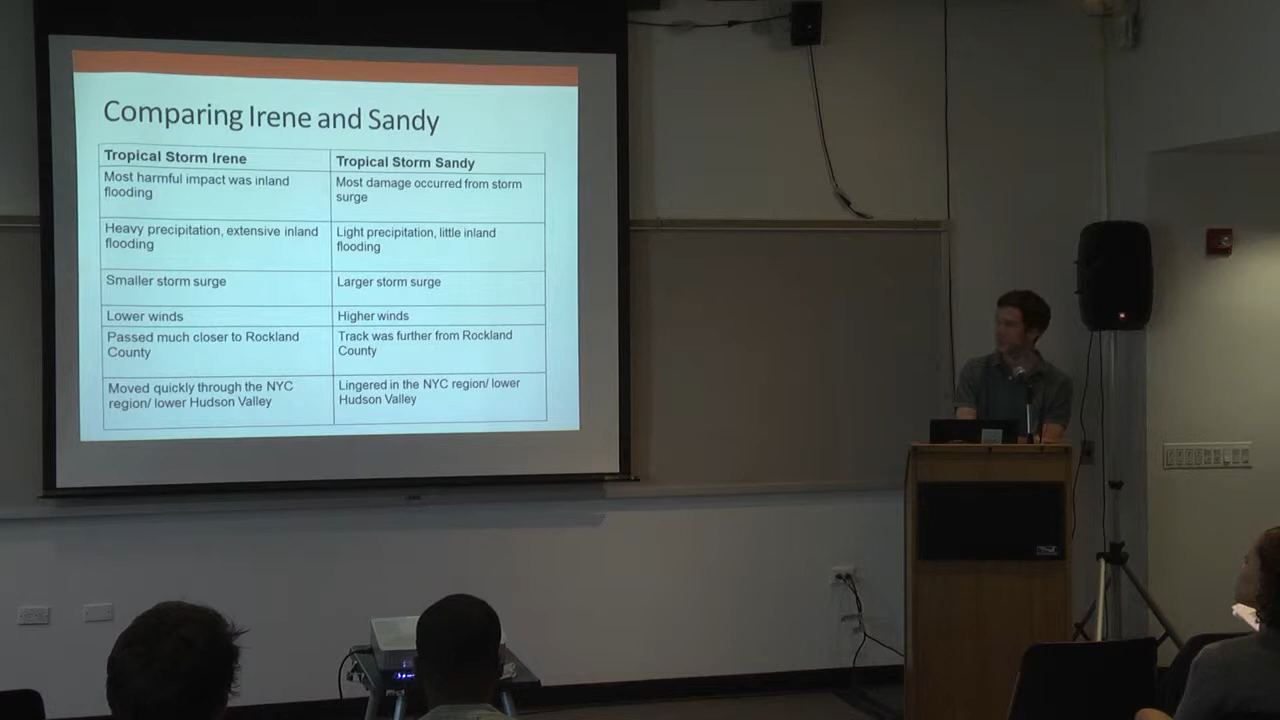 Comparing Irene and Sandy
Tropical Storm Irene
Tropical Storm Sandy
Most harmful impact was inland
flooding
Most damage occurred from storm
surge
Heavy precipitation, extensive inland
flooding
Light precipitation, little inland
flooding
Smaller storm surge
Larger storm surge
Lower winds
Higher winds
Passed much closer to Rockland
County
Track was further from Rockland
County
Moved quickly through the NYC
region/ lower Hudson Valley
Lingered in the NYC region/ lower
Hudson Valley